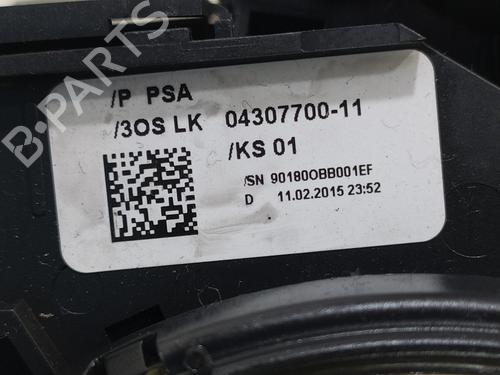 /P PSA
/3OS LK 04307700-11
/KS 01
/SN 90180OBB001EF
D 11.02.2015 23:52
B-PARTS